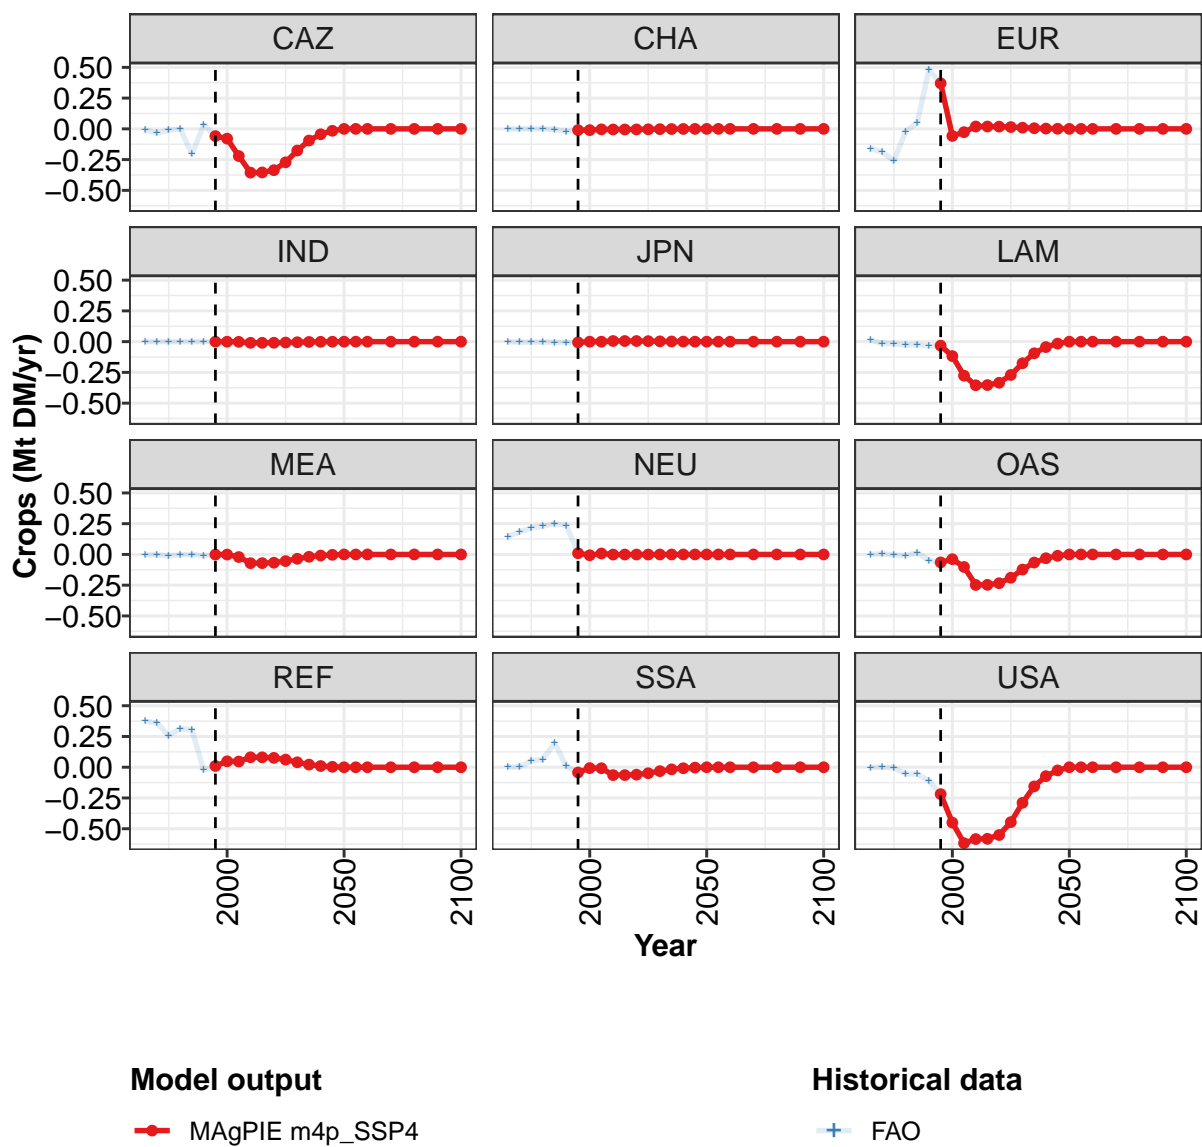 CAZ CHA EUR
0.50
0.25
0.00
−0.25
−0.50
IND JPN LAM
0.50
0.25
0.00
−0.25
−0.50
MEA NEU OAS
0.50
0.25
0.00
−0.25
−0.50
REF SSA USA
0.50
0.25
0.00
−0.25
−0.50
Crops (Mt DM/yr)
2000 2050 2100 2000 2050 2100 2000 2050 2100
Year
Model output Historical data
MAgPIE m4p_SSP4 FAO